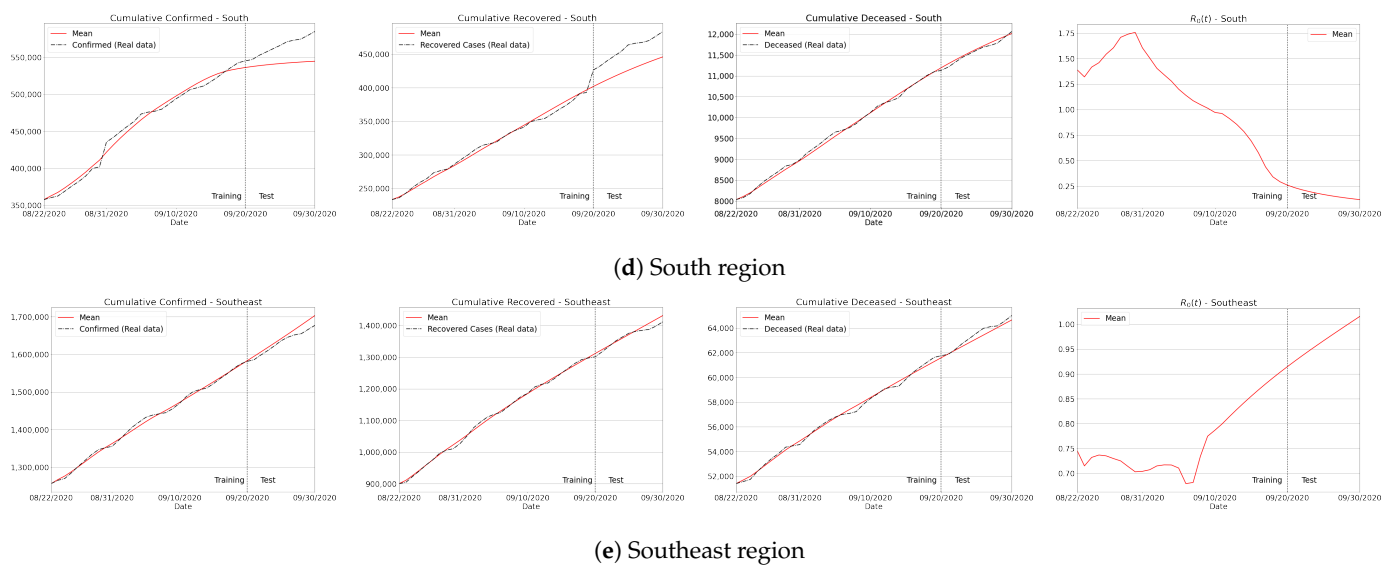 Cumulative Confirmed - South
Mean
Confirmed (Real data)
550,000
500,000
450,000
400,000
350,000
Training
Test
08/22/2020
08/31/2020
09/10/2020
09/20/2020
09/30/2020
Date
Cumulative Recovered - South
Mean
Recovered Cases (Real data)
450,000
400,000
350,000
300,000
250,000
Training
Test
08/22/2020
08/31/2020
09/10/2020
09/20/2020
09/30/2020
Date
Cumulative Deceased - South
Mean
Deceased (Real data)
12,000
11,500
11,000
10,500
10,000
9500
9000
8500
8000
Training
Test
08/22/2020
08/31/2020
09/10/2020
09/20/2020
09/30/2020
Date
R₀(t) - South
Mean
1.75
1.50
1.25
1.00
0.75
0.50
0.25
Training
Test
08/22/2020
08/31/2020
09/10/2020
09/20/2020
09/30/2020
Date
(d) South region
Cumulative Confirmed - Southeast
Mean
Confirmed (Real data)
1,700,000
1,600,000
1,500,000
1,400,000
1,300,000
Training
Test
08/22/2020
08/31/2020
09/10/2020
09/20/2020
09/30/2020
Date
Cumulative Recovered - Southeast
Mean
Recovered Cases (Real data)
1,400,000
1,300,000
1,200,000
1,100,000
1,000,000
900,000
Training
Test
08/22/2020
08/31/2020
09/10/2020
09/20/2020
09/30/2020
Date
Cumulative Deceased - Southeast
Mean
Deceased (Real data)
64,000
62,000
60,000
58,000
56,000
54,000
52,000
Training
Test
08/22/2020
08/31/2020
09/10/2020
09/20/2020
09/30/2020
Date
R₀(t) - Southeast
Mean
1.00
0.95
0.90
0.85
0.80
0.75
0.70
Training
Test
08/22/2020
08/31/2020
09/10/2020
09/20/2020
09/30/2020
Date
(e) Southeast region